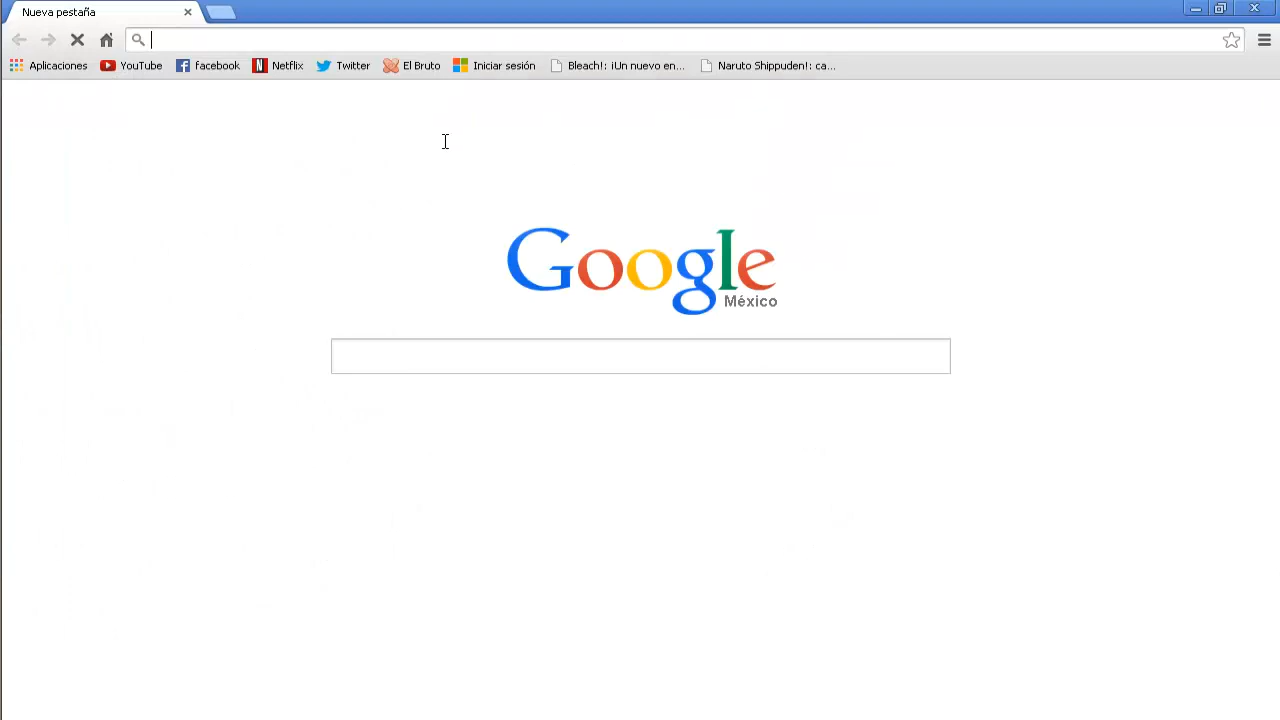 Nueva pestaña
Aplicaciones YouTube facebook Netflix Twitter El Bruto Iniciar sesión Bleach!: ¡Un nuevo en... Naruto Shippuden!: ca...
Google
México